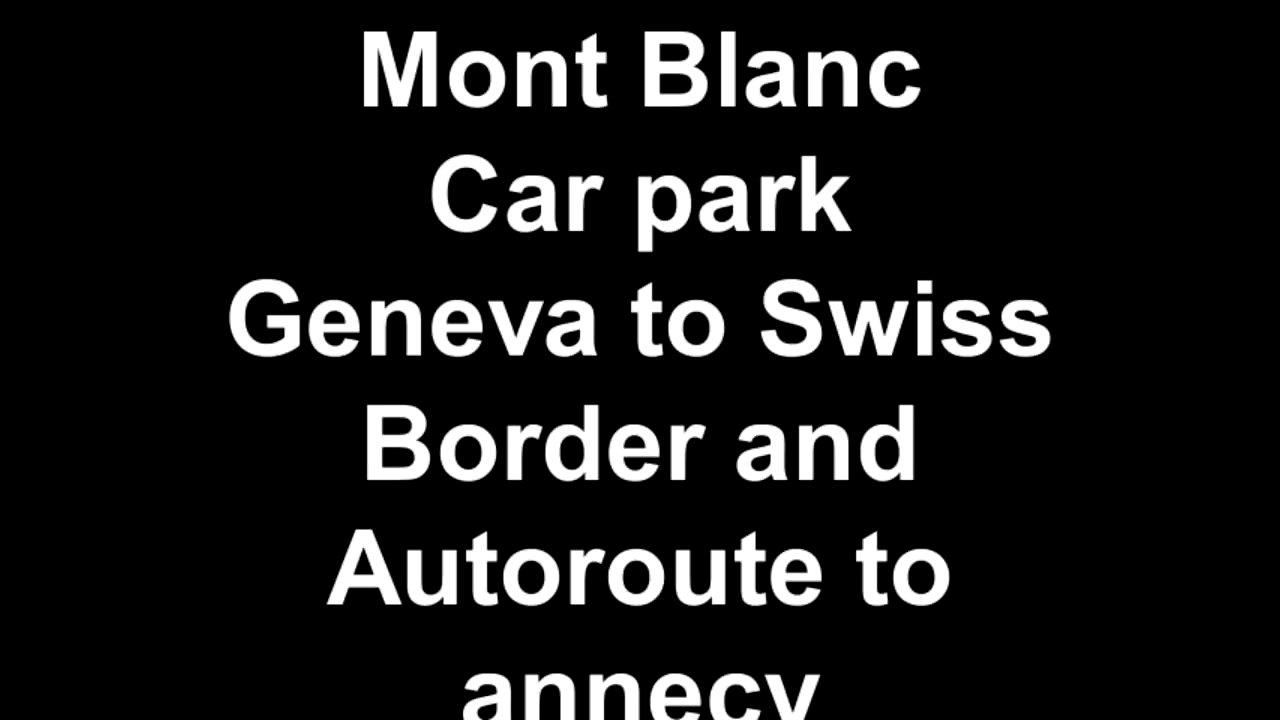 Mont Blanc
Car park
Geneva to Swiss
Border and
Autoroute to
annecy